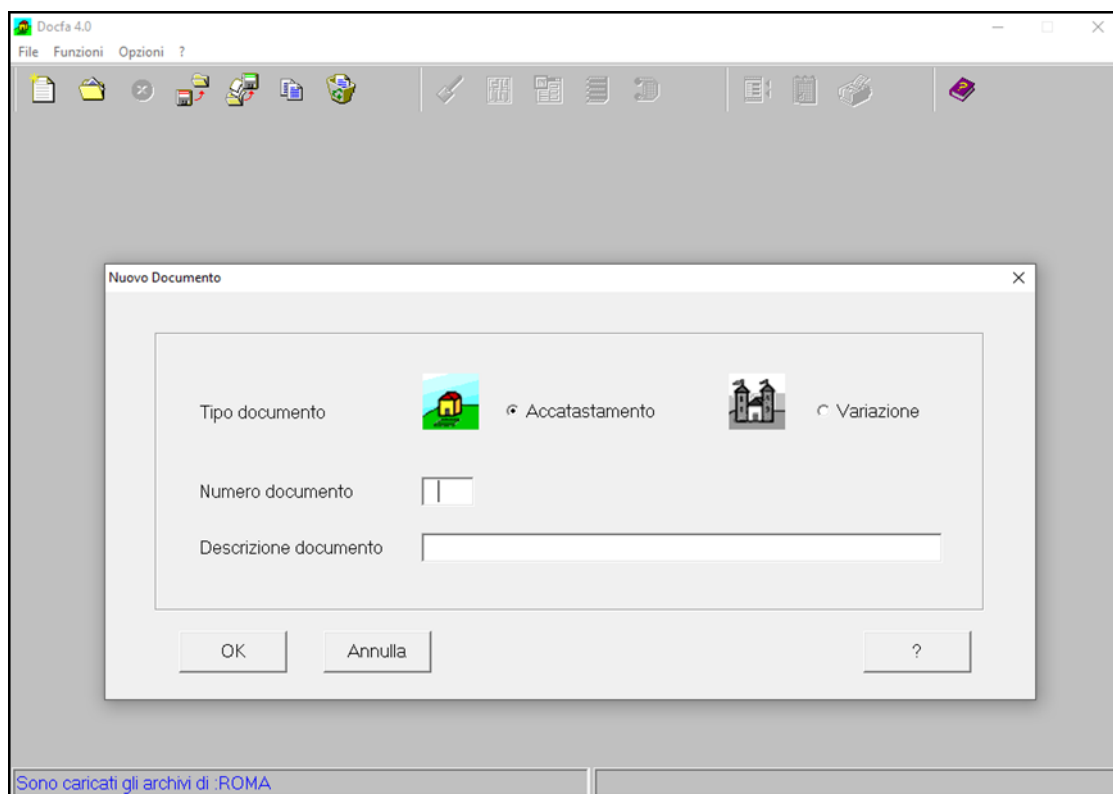 Docfa 4.0
File Funzioni Opzioni ?
Nuovo Documento
Tipo documento Accatastamento Variazione
Numero documento
Descrizione documento
OK Annulla ?
Sono caricati gli archivi di :ROMA